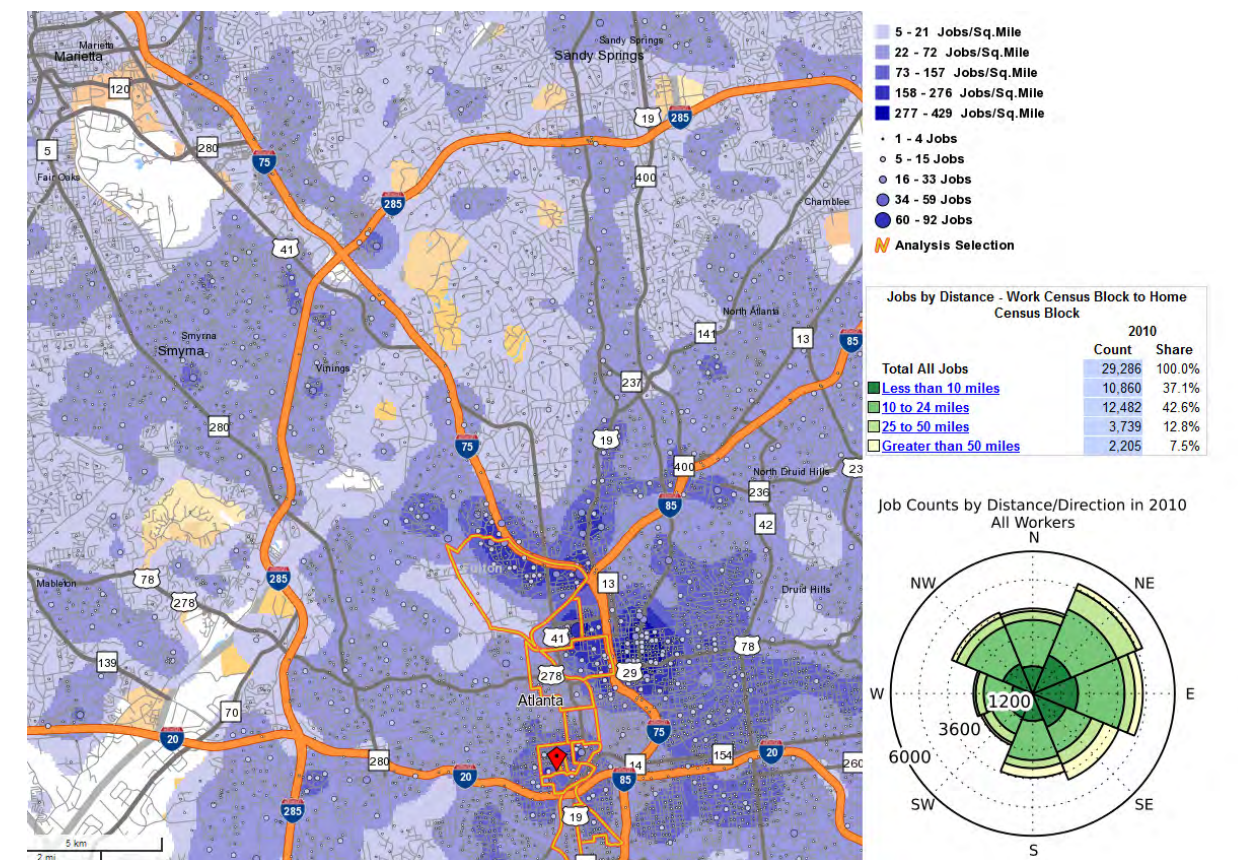 Marietta
Marietta
Sandy Springs
Sandy Springs
120
19
285
5
280
75
400
Fair Oaks
285
Chamblee
41
North Atlanta
141
13
85
Smyrna
Smyrna
Vinings
237
280
19
75
400
North Druid Hills
23
236
85
42
Fulton
Mableton
78
285
13
278
Druid Hills
41
78
139
278
29
Atlanta
70
75
20
280
154
20
260
14
20
85
285
19
5 km
2 mi
5 - 21 Jobs/Sq.Mile
22 - 72 Jobs/Sq.Mile
73 - 157 Jobs/Sq.Mile
158 - 276 Jobs/Sq.Mile
277 - 429 Jobs/Sq.Mile
1 - 4 Jobs
5 - 15 Jobs
16 - 33 Jobs
34 - 59 Jobs
60 - 92 Jobs
Analysis Selection
Jobs by Distance - Work Census Block to Home
Census Block
2010
Count Share
Total All Jobs 29,286 100.0%
Less than 10 miles 10,860 37.1%
10 to 24 miles 12,482 42.6%
25 to 50 miles 3,739 12.8%
Greater than 50 miles 2,205 7.5%
Job Counts by Distance/Direction in 2010
All Workers
N
NW NE
W E
1200
3600
6000
SW SE
S